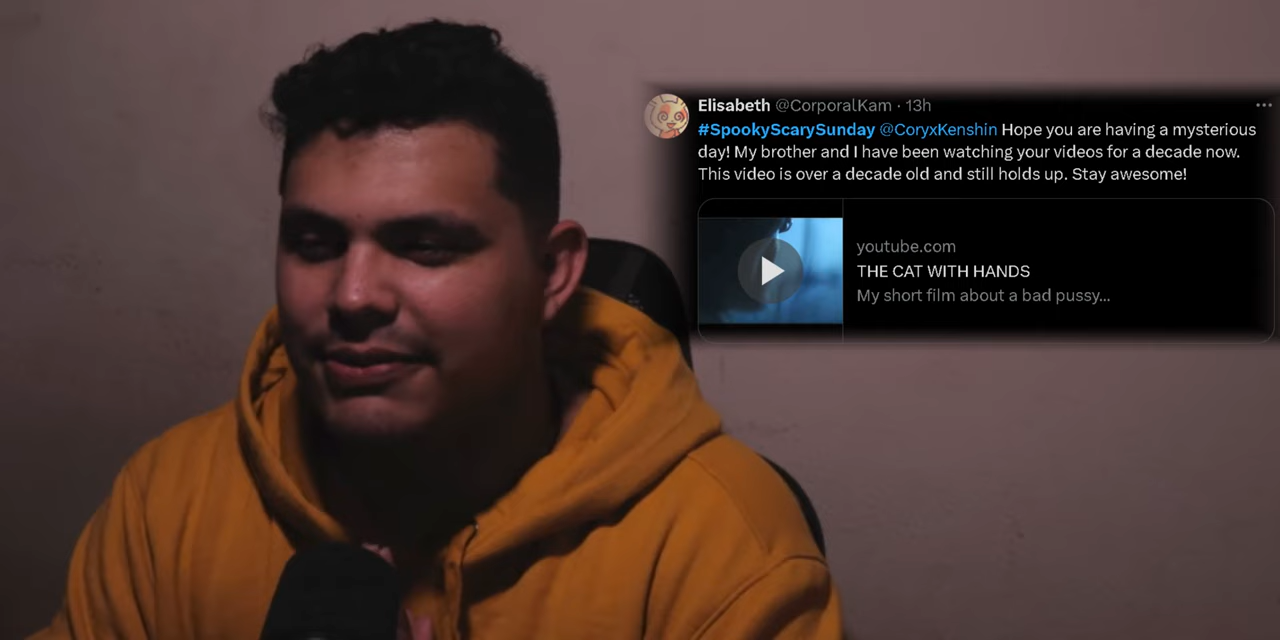 Elisabeth @CorporalKam · 13h
#SpookyScarySunday @CoryxKenshin Hope you are having a mysterious
day! My brother and I have been watching your videos for a decade now.
This video is over a decade old and still holds up. Stay awesome!
youtube.com
THE CAT WITH HANDS
My short film about a bad pussy...